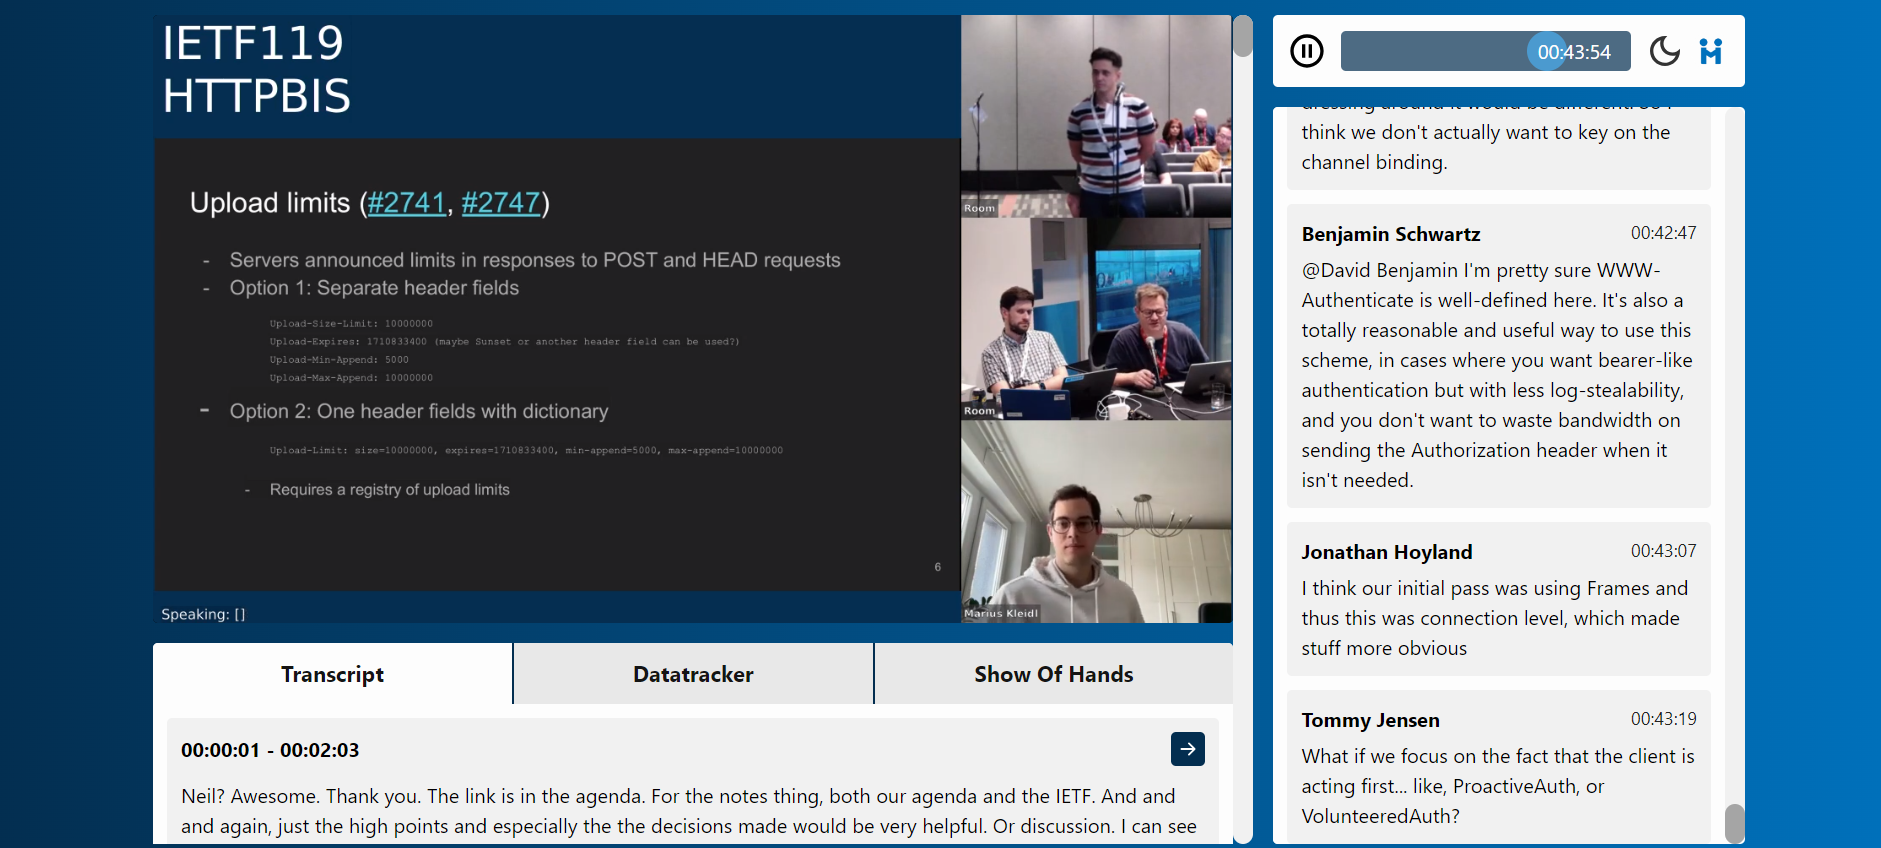 IETF119
HTTPBIS
Upload limits (#2741, #2747)
- Servers announced limits in responses to POST and HEAD requests
- Option 1: Separate header fields
Upload-Size-Limit: 10000000
Upload-Expires: 1710833400 (maybe Sunset or another header field can be used?)
Upload-Min-Append: 5000
Upload-Max-Append: 10000000
- Option 2: One header fields with dictionary
Upload-Limit: size=10000000, expires=1710833400, min-append=5000, max-append=10000000
- Requires a registry of upload limits
6
Speaking: []
Room
Room
Marius Kleidl
Transcript
Datatracker
Show Of Hands
00:00:01 - 00:02:03
Neil? Awesome. Thank you. The link is in the agenda. For the notes thing, both our agenda and the IETF. And and
and again, just the high points and especially the the decisions made would be very helpful. Or discussion. I can see
00:43:54
dressing around it would be different. So I
think we don't actually want to key on the
channel binding.
Benjamin Schwartz
00:42:47
@David Benjamin I'm pretty sure WWW-
Authenticate is well-defined here. It's also a
totally reasonable and useful way to use this
scheme, in cases where you want bearer-like
authentication but with less log-stealability,
and you don't want to waste bandwidth on
sending the Authorization header when it
isn't needed.
Jonathan Hoyland
00:43:07
I think our initial pass was using Frames and
thus this was connection level, which made
stuff more obvious
Tommy Jensen
00:43:19
What if we focus on the fact that the client is
acting first... like, ProactiveAuth, or
VolunteeredAuth?